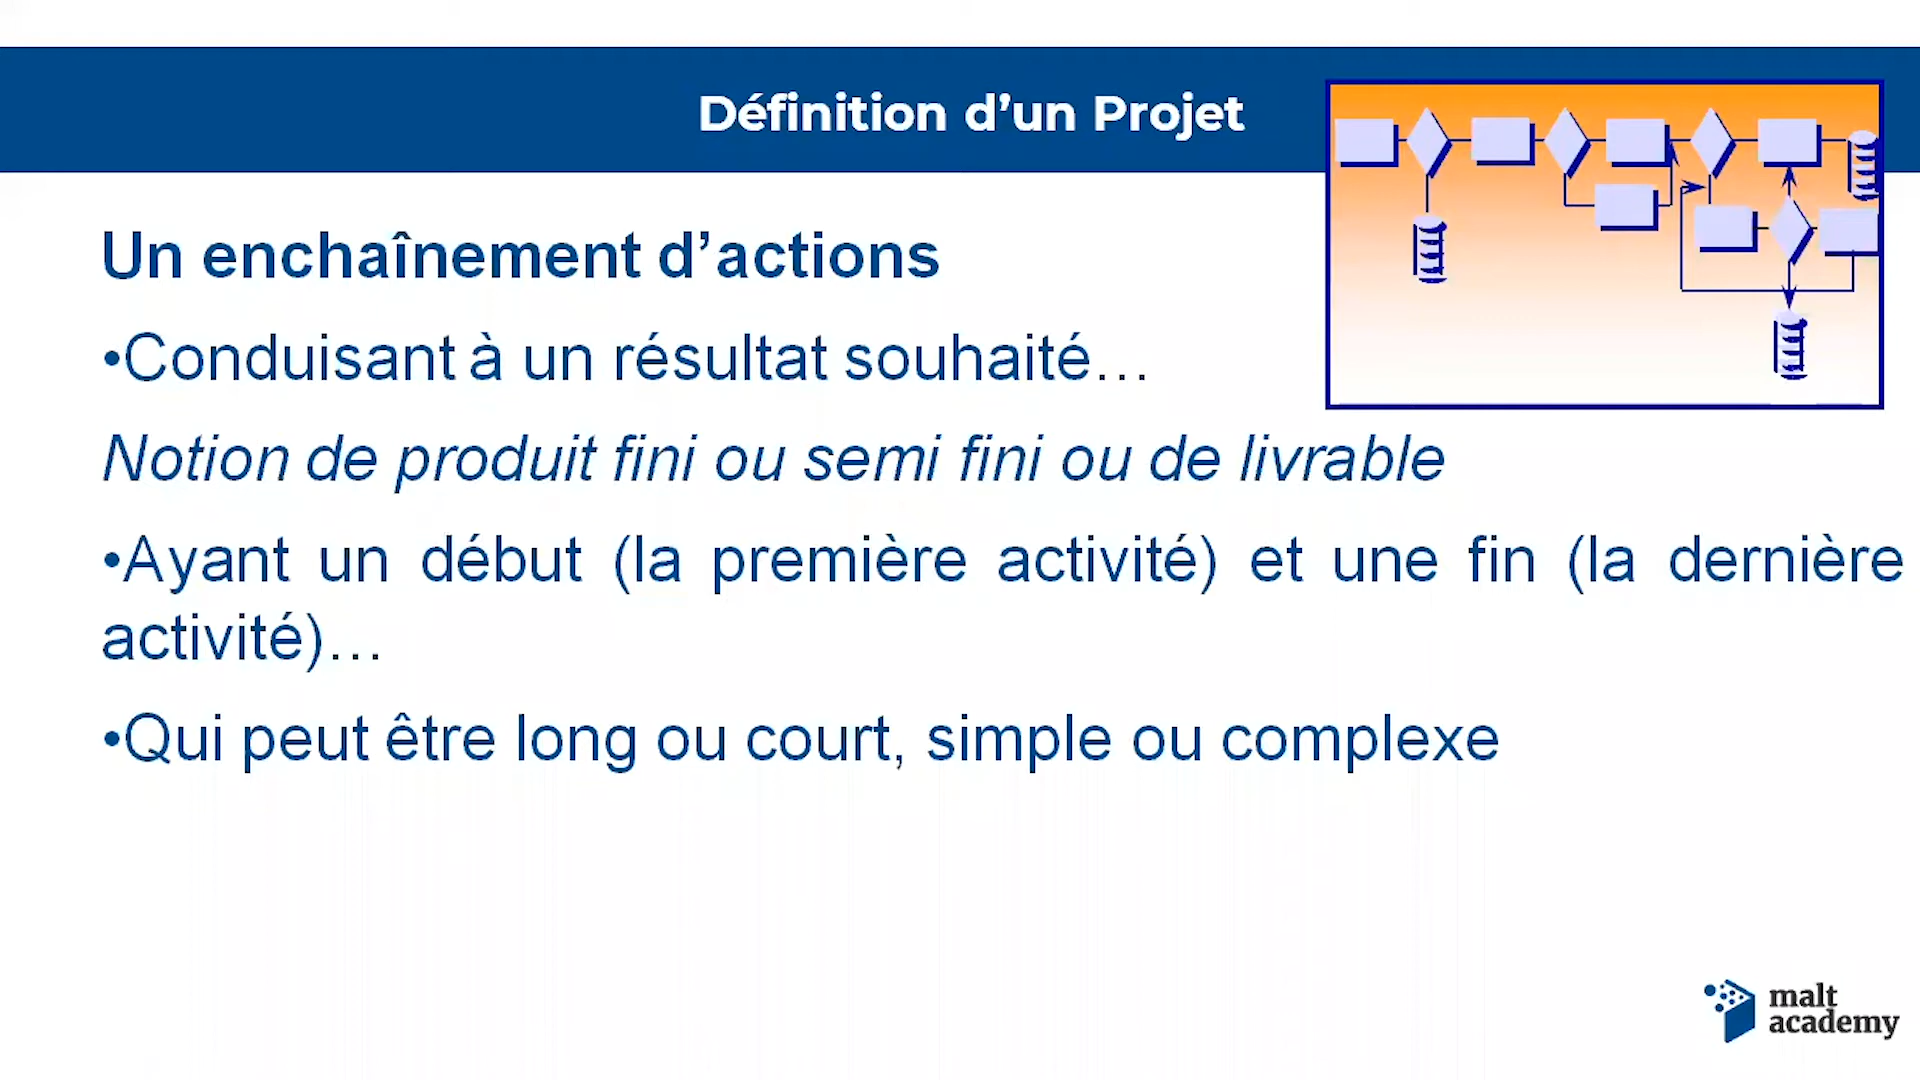 Définition d’un Projet
Un enchaînement d’actions
•Conduisant à un résultat souhaité…
Notion de produit fini ou semi fini ou de livrable
•Ayant un début (la première activité) et une fin (la dernière
activité)…
•Qui peut être long ou court, simple ou complexe
malt
academy